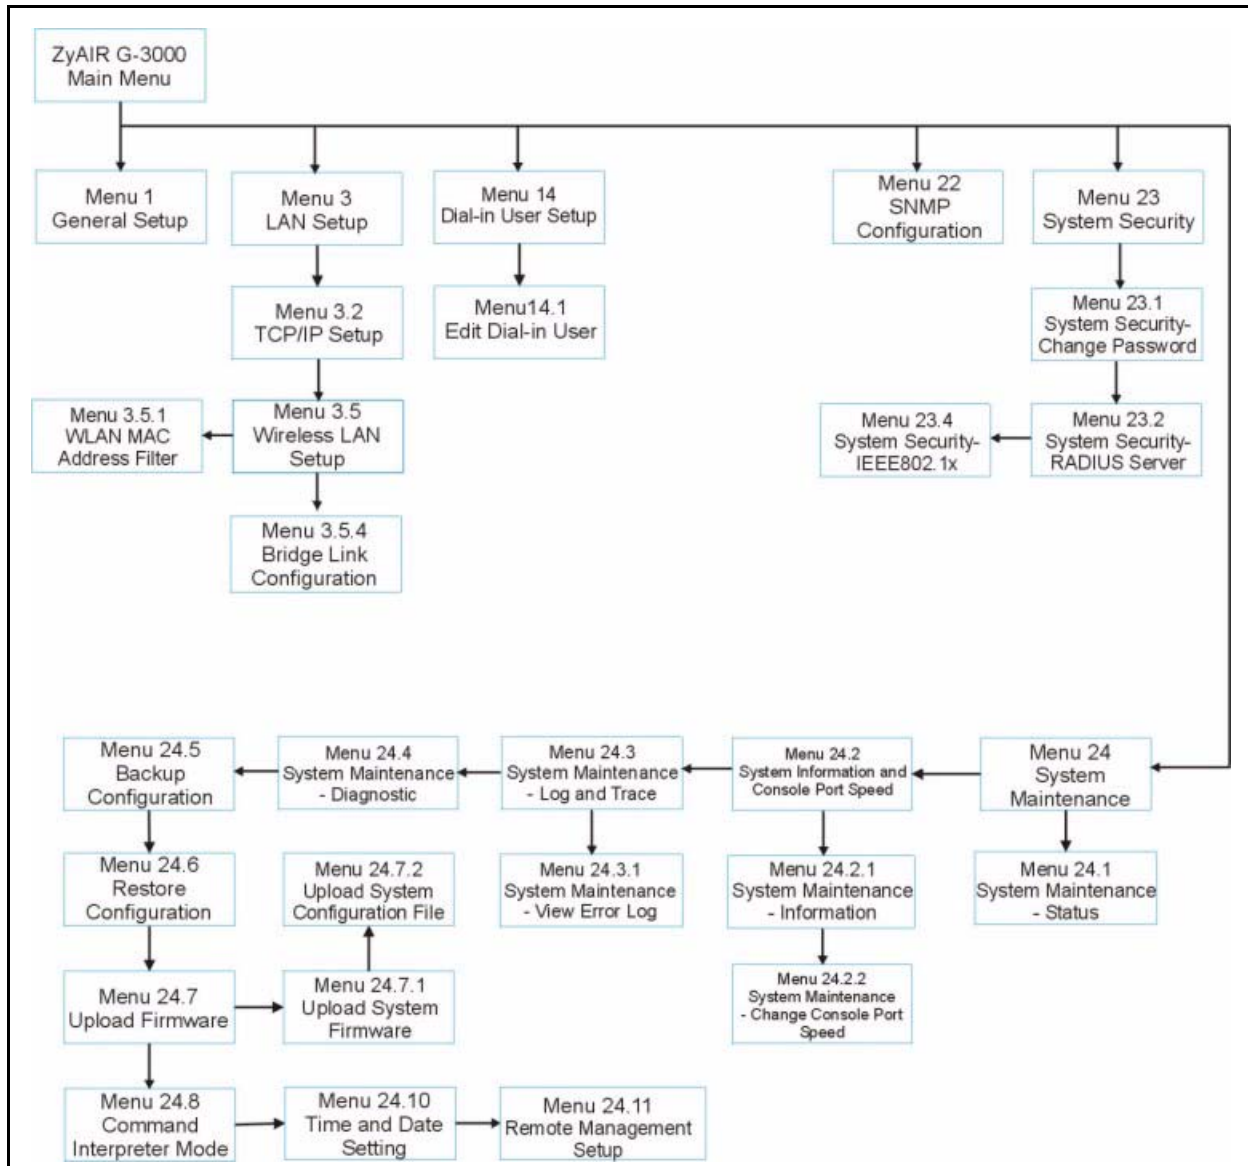 ZyAIR G-3000
Main Menu
Menu 1
General Setup
Menu 3
LAN Setup
Menu 14
Dial-in User Setup
Menu 22
SNMP
Configuration
Menu 23
System Security
Menu 3.2
TCP/IP Setup
Menu14.1
Edit Dial-in User
Menu 23.1
System Security-
Change Password
Menu 3.5.1
WLAN MAC
Address Filter
Menu 3.5
Wireless LAN
Setup
Menu 23.4
System Security-
IEEE802.1x
Menu 23.2
System Security-
RADIUS Server
Menu 3.5.4
Bridge Link
Configuration
Menu 24.5
Backup
Configuration
Menu 24.4
System Maintenance
- Diagnostic
Menu 24.3
System Maintenance
- Log and Trace
Menu 24.2
System Information and
Console Port Speed
Menu 24
System
Maintenance
Menu 24.6
Restore
Configuration
Menu 24.7.2
Upload System
Configuration File
Menu 24.3.1
System Maintenance
- View Error Log
Menu 24.2.1
System Maintenance
- Information
Menu 24.1
System Maintenance
- Status
Menu 24.7
Upload Firmware
Menu 24.7.1
Upload System
Firmware
Menu 24.2.2
System Maintenance
- Change Console Port
Speed
Menu 24.8
Command
Interpreter Mode
Menu 24.10
Time and Date
Setting
Menu 24.11
Remote Management
Setup